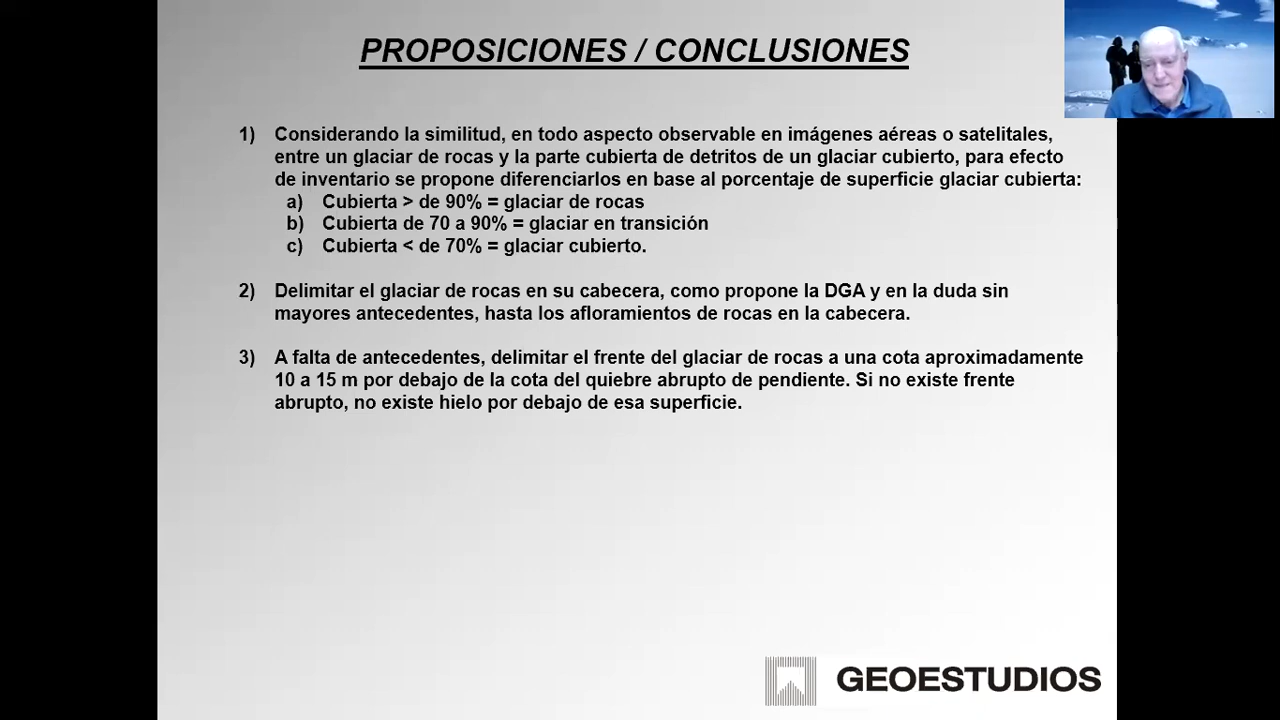 PROPOSICIONES / CONCLUSIONES
1) Considerando la similitud, en todo aspecto observable en imágenes aéreas o satelitales,
entre un glaciar de rocas y la parte cubierta de detritos de un glaciar cubierto, para efecto
de inventario se propone diferenciarlos en base al porcentaje de superficie glaciar cubierta:
a) Cubierta > de 90% = glaciar de rocas
b) Cubierta de 70 a 90% = glaciar en transición
c) Cubierta < de 70% = glaciar cubierto.
2) Delimitar el glaciar de rocas en su cabecera, como propone la DGA y en la duda sin
mayores antecedentes, hasta los afloramientos de rocas en la cabecera.
3) A falta de antecedentes, delimitar el frente del glaciar de rocas a una cota aproximadamente
10 a 15 m por debajo de la cota del quiebre abrupto de pendiente. Si no existe frente
abrupto, no existe hielo por debajo de esa superficie.
GEOESTUDIOS